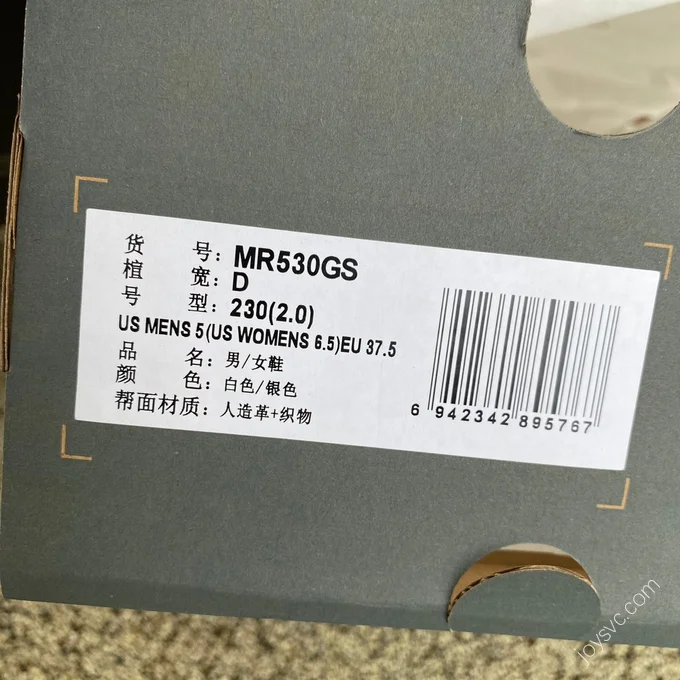 货 号：MR530GS
楦 宽：D
号 型：230(2.0)
US MENS 5(US WOMENS 6.5)EU 37.5
品 名：男/女鞋
颜 色：白色/银色
帮面材质：人造革+织物
6 942342 895767
joysvc.com